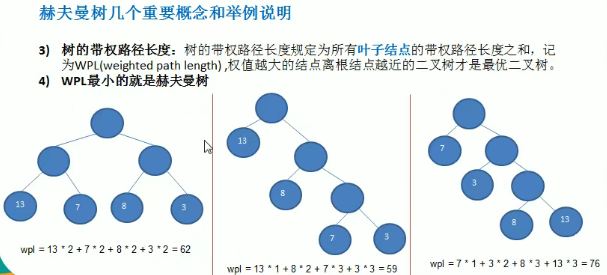 赫夫曼树几个重要概念和举例说明
3) 树的带权路径长度：树的带权路径长度规定为所有叶子结点的带权路径长度之和，记
为WPL(weighted path length) ,权值越大的结点离根结点越近的二叉树才是最优二叉树。
4) WPL最小的就是赫夫曼树
13
7
8
3
wpl = 13 * 2 + 7 * 2 + 8 * 2 + 3 * 2 = 62
13
8
7
3
wpl = 13 * 1 + 8 * 2 + 7 * 3 + 3 * 3 = 59
7
3
8
13
wpl = 7 * 1 + 3 * 2 + 8 * 3 + 13 * 3 = 76